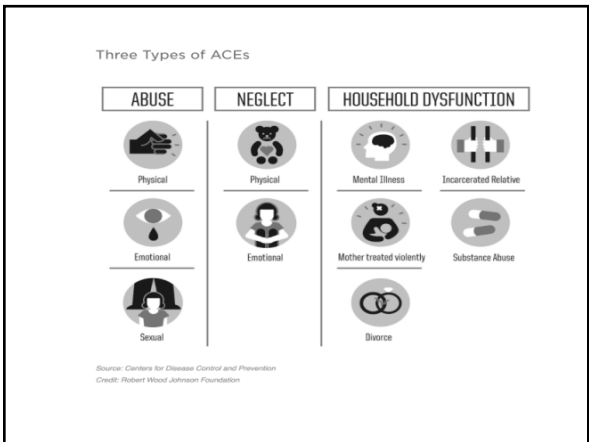 Three Types of ACEs
ABUSE
NEGLECT
HOUSEHOLD DYSFUNCTION
Physical
Physical
Mental Illness
Incarcerated Relative
Emotional
Emotional
Mother treated violently
Substance Abuse
Sexual
Divorce
Source: Centers for Disease Control and Prevention
Credit: Robert Wood Johnson Foundation